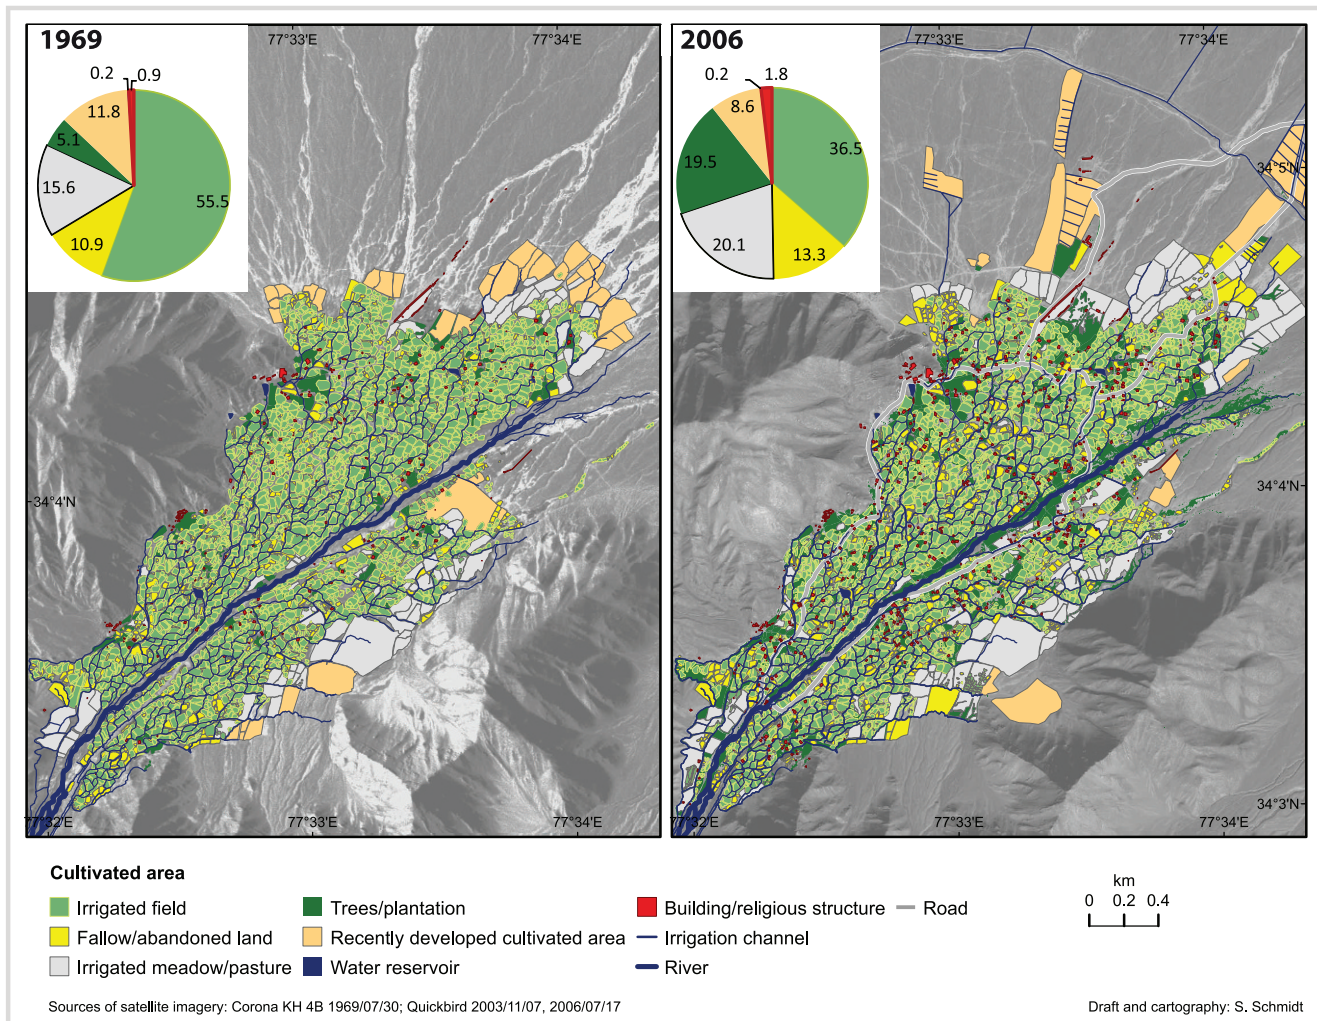 1969
77°33'E
77°34'E
0.2
0.9
11.8
5.1
15.6
55.5
10.9
34°4'N
77°32'E
77°33'E
77°34'E
2006
77°33'E
77°34'E
0.2
1.8
8.6
36.5
19.5
20.1
13.3
34°5'N
34°4'N
34°3'N
77°32'E
77°33'E
77°34'E
Cultivated area
Irrigated field
Fallow/abandoned land
Irrigated meadow/pasture
Trees/plantation
Recently developed cultivated area
Water reservoir
Building/religious structure
Irrigation channel
River
Road
km
0 0.2 0.4
Sources of satellite imagery: Corona KH 4B 1969/07/30; Quickbird 2003/11/07, 2006/07/17
Draft and cartography: S. Schmidt